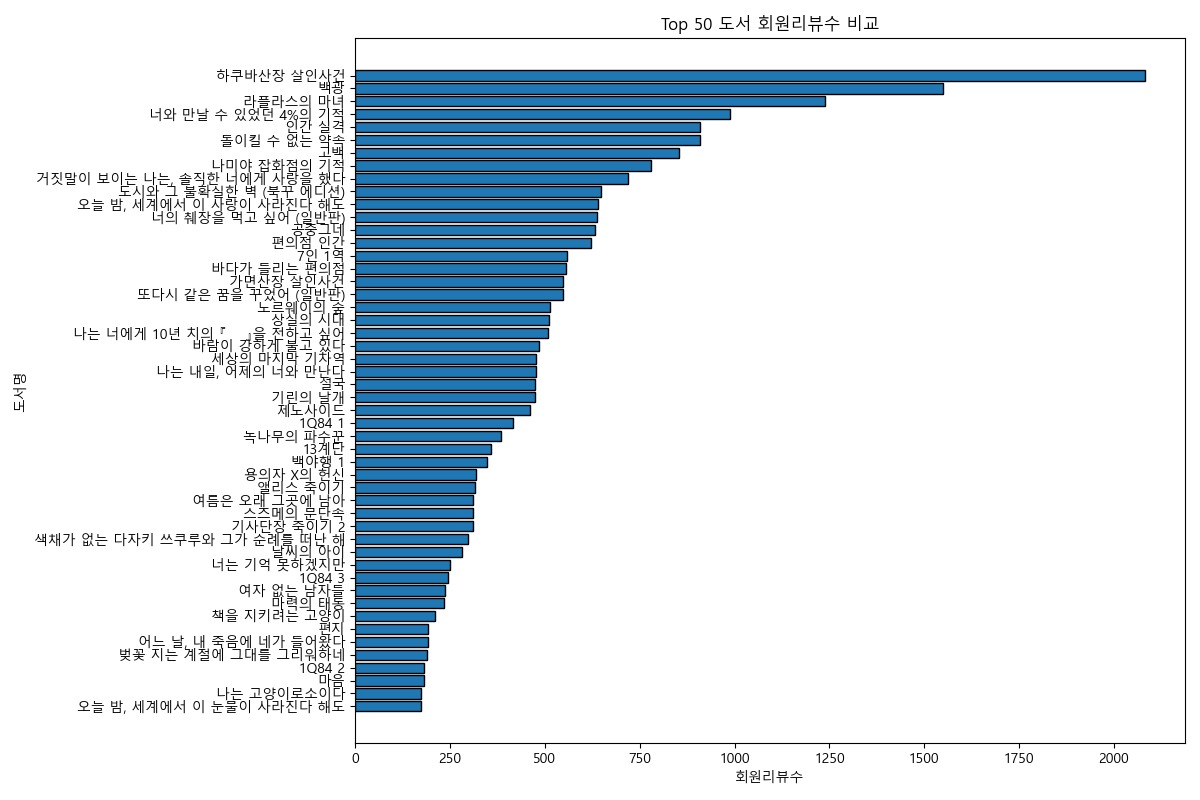 Top 50 도서 회원리뷰수 비교
하쿠바산장 살인사건
백광
라플라스의 마녀
너와 만날 수 있었던 4%의 기적
인간 실격
돌이킬 수 없는 약속
고백
나미야 잡화점의 기적
거짓말이 보이는 나는, 솔직한 너에게 사랑을 했다
도시와 그 불확실한 벽 (북꾸 에디션)
오늘 밤, 세계에서 이 사랑이 사라진다 해도
너의 췌장을 먹고 싶어 (일반판)
공중그네
편의점 인간
7인 1역
바다가 들리는 편의점
가면산장 살인사건
또다시 같은 꿈을 꾸었어 (일반판)
노르웨이의 숲
상실의 시대
나는 너에게 10년 치의 『　』을 전하고 싶어
바람이 강하게 불고 있다
세상의 마지막 기차역
나는 내일, 어제의 너와 만난다
설국
기린의 날개
제노사이드
1Q84 1
녹나무의 파수꾼
13계단
백야행 1
용의자 X의 헌신
앨리스 죽이기
여름은 오래 그곳에 남아
스즈메의 문단속
기사단장 죽이기 2
색채가 없는 다자키 쓰쿠루와 그가 순례를 떠난 해
날씨의 아이
너는 기억 못하겠지만
1Q84 3
여자 없는 남자들
마력의 태동
책을 지키려는 고양이
편지
어느 날, 내 죽음에 네가 들어왔다
벚꽃 지는 계절에 그대를 그리워하네
1Q84 2
마음
나는 고양이로소이다
오늘 밤, 세계에서 이 눈물이 사라진다 해도
도서명
0 250 500 750 1000 1250 1500 1750 2000
회원리뷰수